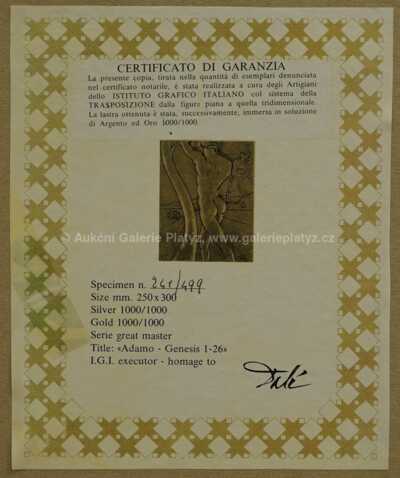 CERTIFICATO DI GARANZIA
La presente copia, tirata nella quantità di esemplari denunciata
nel certificato notarile, è stata realizzata a cura degli Artigiani
dello ISTITUTO GRAFICO ITALIANO col sistema della
TRASPOSIZIONE dalla figure piana a quella tridimensionale.
La lastra ottenuta è stata, successivamente, immersa in soluzione
di Argento ed Oro 1000/1000
© Aukční Galerie Platýz, www.galerieplatyz.cz
Specimen n. 241/499
Size mm. 250x300
Silver 1000/1000
Gold 1000/1000
Serie great master
Title: «Adamo - Genesis 1-26»
I.G.I. executor - homage to
Dalí